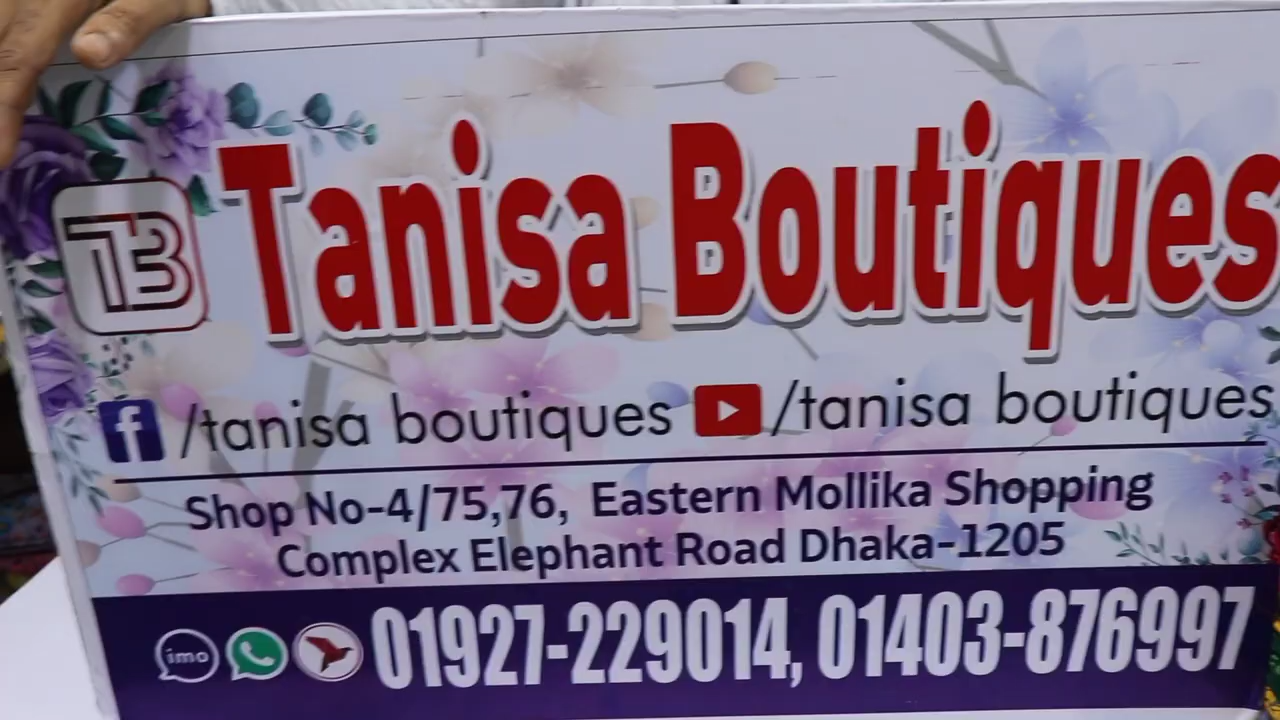 TB Tanisa Boutiques
f /tanisa boutiques /tanisa boutiques
Shop No-4/75,76, Eastern Mollika Shopping
Complex Elephant Road Dhaka-1205
imo 01927-229014, 01403-876997